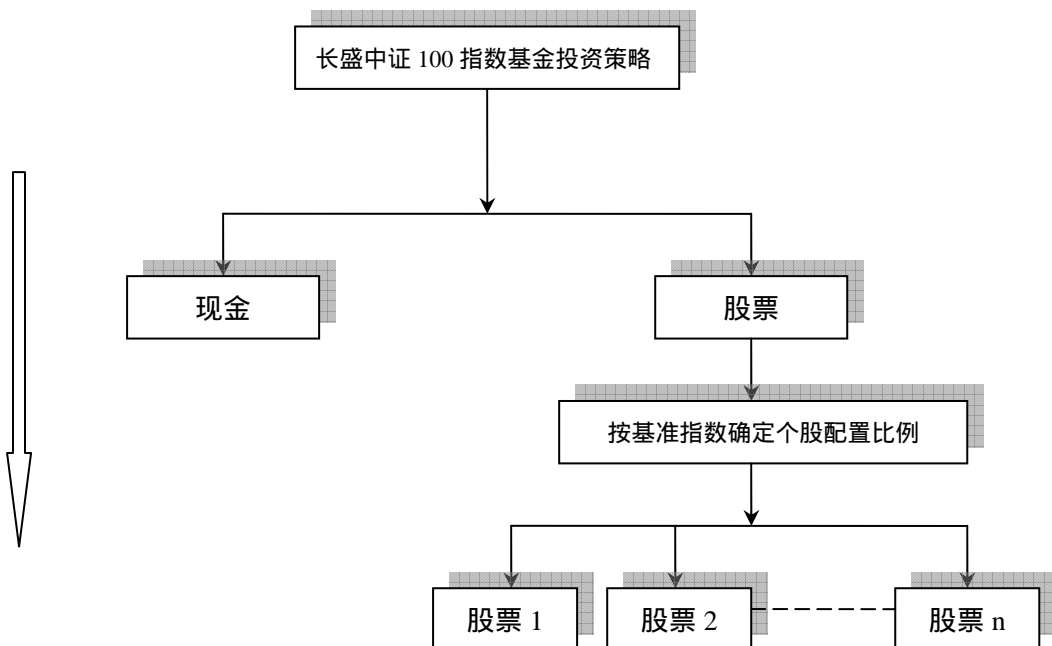 长盛中证 100 指数基金投资策略
现金
股票
按基准指数确定个股配置比例
股票 1
股票 2
股票 n